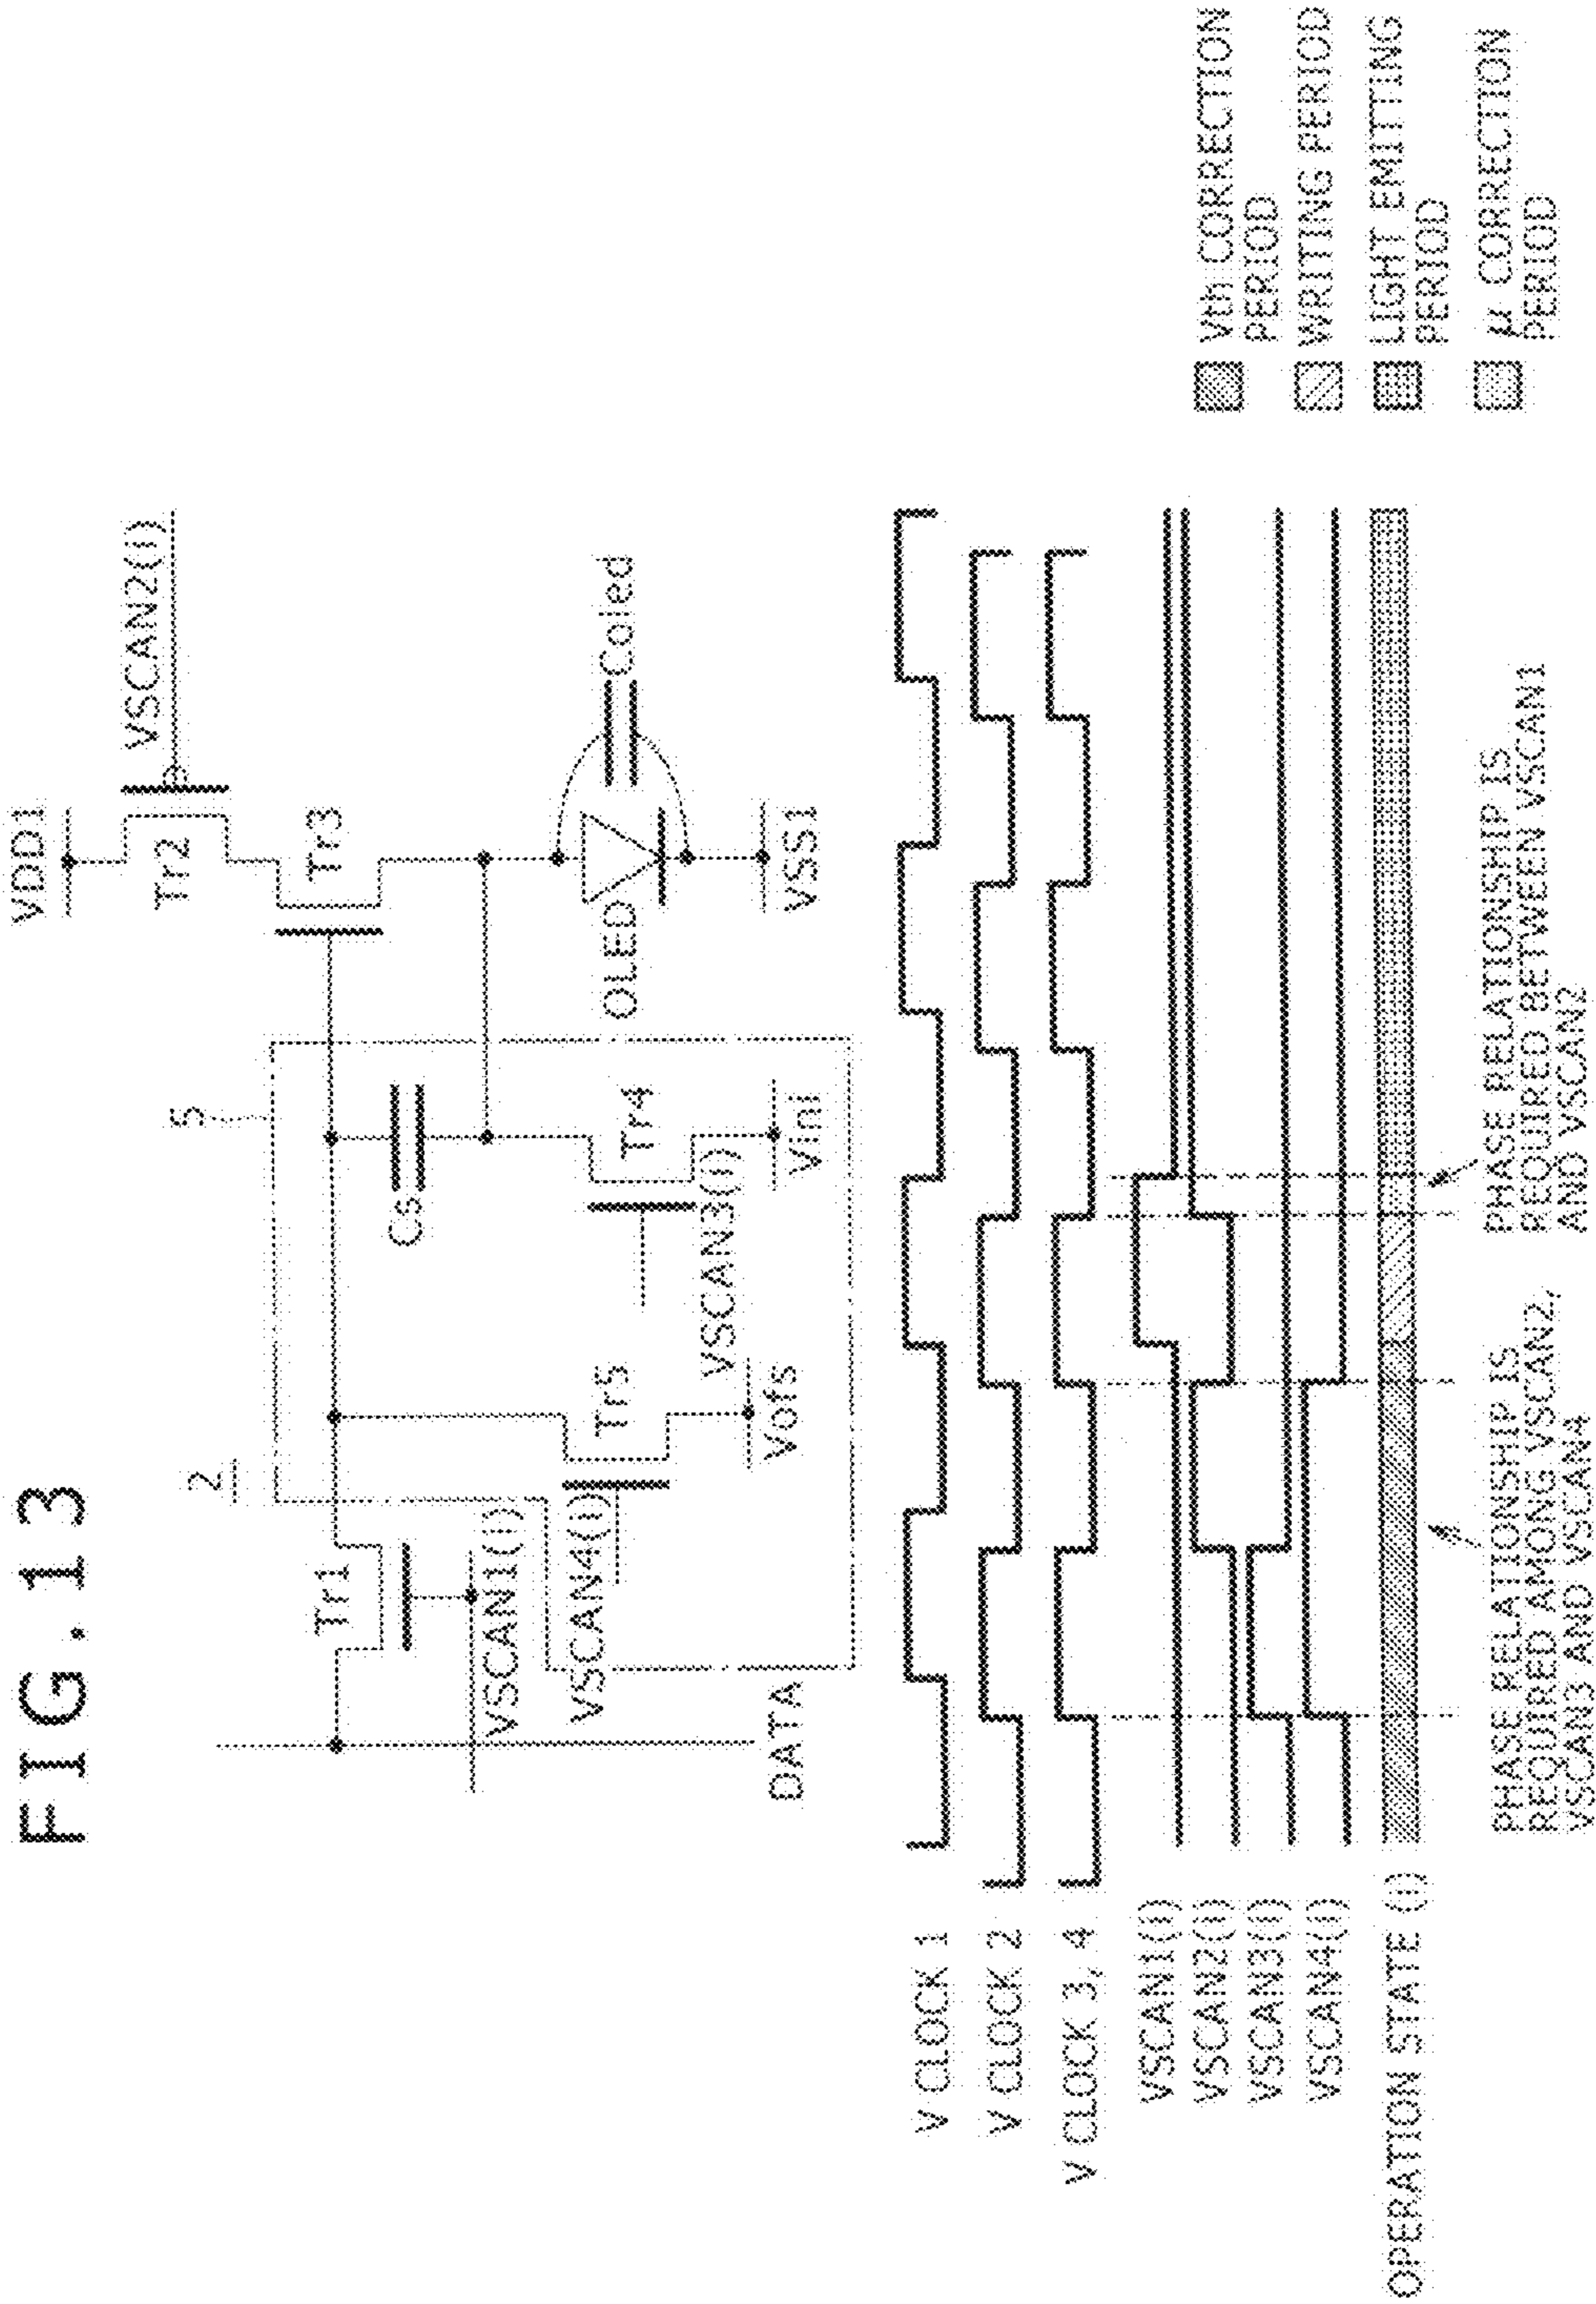 FIG.13
2
5
VDD1
VSCAN2(i)
Tr2
Tr3
Tr1
Cs
VSCAN1(i)
VSCAN4(i)
Tr5
Vofs
VSCAN3(i)
Tr4
Vini
OLED
Coled
VSS1
DATA
V CLOCK 1
V CLOCK 2
V CLOCK 3, 4
VSCAN1(i)
VSCAN2(i)
VSCAN3(i)
VSCAN4(i)
OPERATION STATE (i)
PHASE RELATIONSHIP IS
REQUIRED AMONG VSCAN2,
VSCAN3 AND VSCAN4
PHASE RELATIONSHIP IS
REQUIRED BETWEEN VSCAN1
AND VSCAN2
Vth CORRECTION
PERIOD
WRITING PERIOD
LIGHT EMITTING
PERIOD
μ CORRECTION
PERIOD